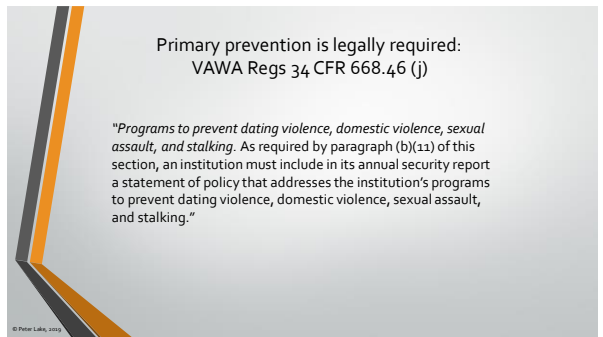 Primary prevention is legally required:
VAWA Regs 34 CFR 668.46 (j)
“Programs to prevent dating violence, domestic violence, sexual
assault, and stalking. As required by paragraph (b)(11) of this
section, an institution must include in its annual security report
a statement of policy that addresses the institution’s programs
to prevent dating violence, domestic violence, sexual assault,
and stalking.”
© Peter Lake, 2019